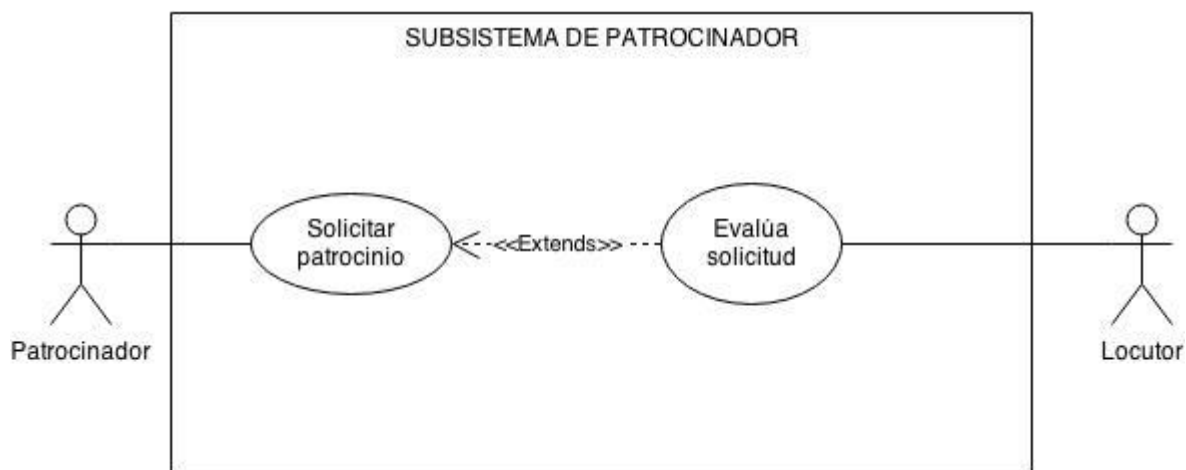 SUBSISTEMA DE PATROCINADOR
Solicitar
patrocinio
<<Extends>>
Evalúa
solicitud
Patrocinador
Locutor